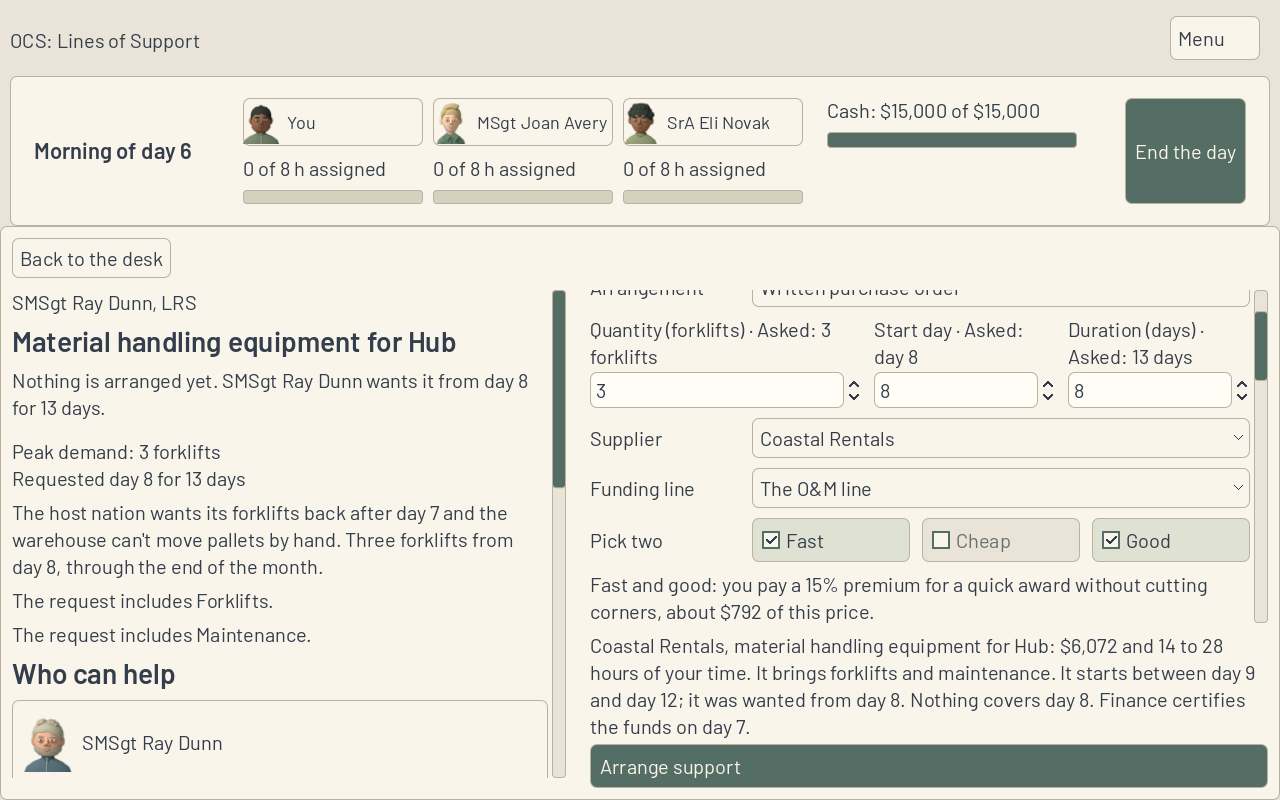 OCS: Lines of Support
Menu
Morning of day 6
You
MSgt Joan Avery
SrA Eli Novak
0 of 8 h assigned
0 of 8 h assigned
0 of 8 h assigned
Cash: $15,000 of $15,000
End the day
Back to the desk
SMSgt Ray Dunn, LRS
Material handling equipment for Hub
Nothing is arranged yet. SMSgt Ray Dunn wants it from day 8
for 13 days.
Peak demand: 3 forklifts
Requested day 8 for 13 days
The host nation wants its forklifts back after day 7 and the
warehouse can't move pallets by hand. Three forklifts from
day 8, through the end of the month.
The request includes Forklifts.
The request includes Maintenance.
Who can help
SMSgt Ray Dunn
Arrangement
Written purchase order
Quantity (forklifts) · Asked: 3
forklifts
Start day · Asked:
day 8
Duration (days) ·
Asked: 13 days
3
8
8
Supplier
Coastal Rentals
Funding line
The O&M line
Pick two
Fast
Cheap
Good
Fast and good: you pay a 15% premium for a quick award without cutting
corners, about $792 of this price.
Coastal Rentals, material handling equipment for Hub: $6,072 and 14 to 28
hours of your time. It brings forklifts and maintenance. It starts between day 9
and day 12; it was wanted from day 8. Nothing covers day 8. Finance certifies
the funds on day 7.
Arrange support